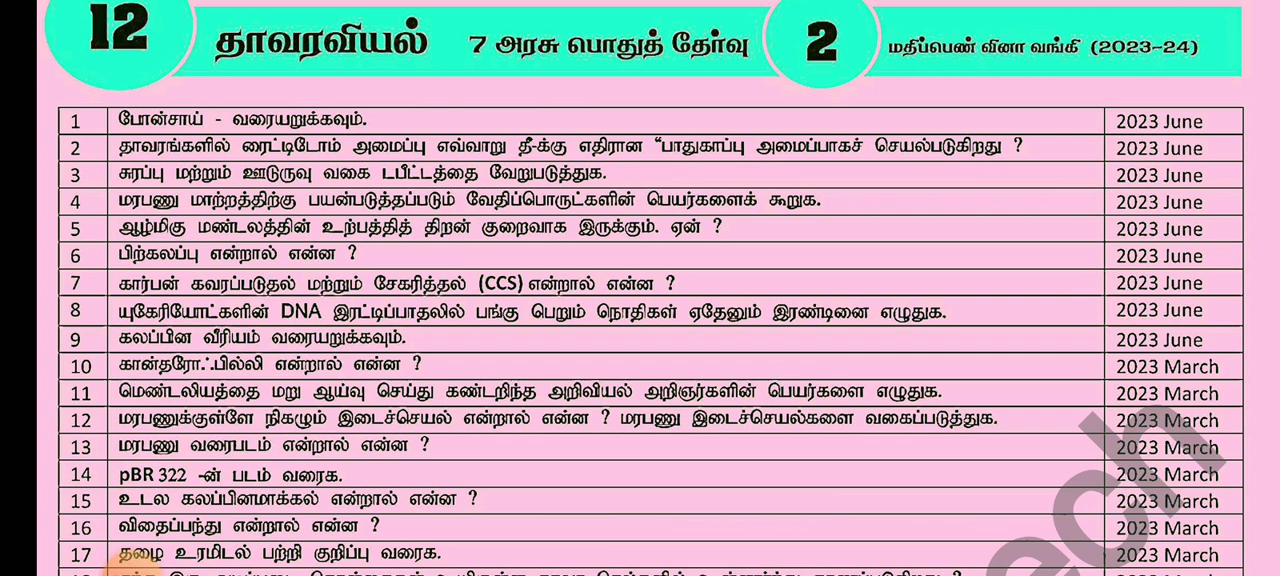 12 தாவரவியல் 7 அரசு பொதுத் தேர்வு 2 மதிப்பெண் வினா வங்கி (2023-24)
1 போன்சாய் - வரையறுக்கவும். 2023 June
2 தாவரங்களில் ரைட்டிடோம் அமைப்பு எவ்வாறு தீ-க்கு எதிரான “பாதுகாப்பு அமைப்பாகச் செயல்படுகிறது ? 2023 June
3 சுரப்பு மற்றும் ஊடுருவு வகை டபீட்டத்தை வேறுபடுத்துக. 2023 June
4 மரபணு மாற்றத்திற்கு பயன்படுத்தப்படும் வேதிப்பொருட்களின் பெயர்களைக் கூறுக. 2023 June
5 ஆழ்மிகு மண்டலத்தின் உற்பத்தித் திறன் குறைவாக இருக்கும். ஏன் ? 2023 June
6 பிற்கலப்பு என்றால் என்ன ? 2023 June
7 கார்பன் கவரப்படுதல் மற்றும் சேகரித்தல் (CCS) என்றால் என்ன ? 2023 June
8 யுகேரியோட்களின் DNA இரட்டிப்பாதலில் பங்கு பெறும் நொதிகள் ஏதேனும் இரண்டினை எழுதுக. 2023 June
9 கலப்பின வீரியம் வரையறுக்கவும். 2023 June
10 கான்தரோஃபில்லி என்றால் என்ன ? 2023 March
11 மெண்டலியத்தை மறு ஆய்வு செய்து கண்டறிந்த அறிவியல் அறிஞர்களின் பெயர்களை எழுதுக. 2023 March
12 மரபணுக்குள்ளே நிகழும் இடைச்செயல் என்றால் என்ன ? மரபணு இடைச்செயல்களை வகைப்படுத்துக. 2023 March
13 மரபணு வரைபடம் என்றால் என்ன ? 2023 March
14 pBR 322 -ன் படம் வரைக. 2023 March
15 உடல கலப்பினமாக்கல் என்றால் என்ன ? 2023 March
16 விதைப்பந்து என்றால் என்ன ? 2023 March
17 தழை உரமிடல் பற்றி குறிப்பு வரைக. 2023 March
ech